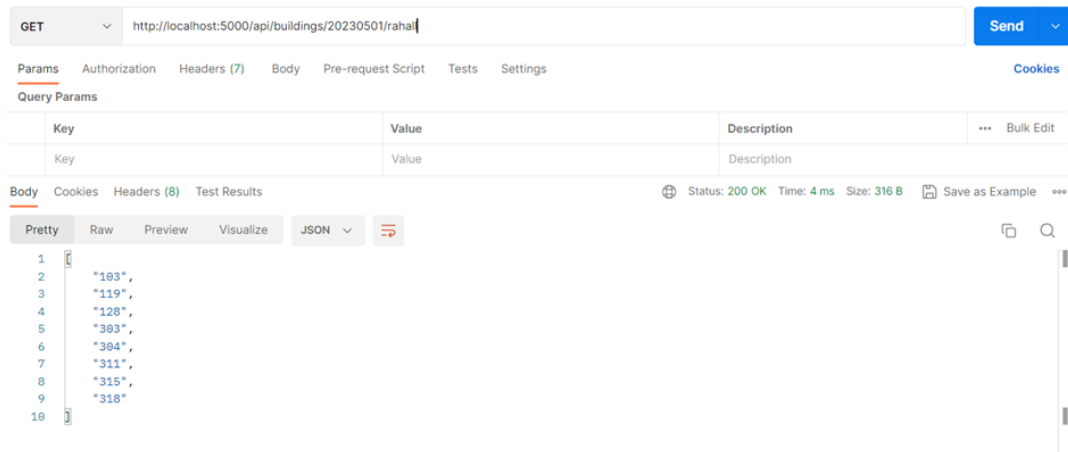 GET http://localhost:5000/api/buildings/20230501/rahall Send
Params Authorization Headers (7) Body Pre-request Script Tests Settings Cookies
Query Params
Key Value Description ••• Bulk Edit
Key Value Description
Body Cookies Headers (8) Test Results Status: 200 OK Time: 4 ms Size: 316 B Save as Example •••
Pretty Raw Preview Visualize JSON
1 [
2 "103",
3 "119",
4 "128",
5 "303",
6 "304",
7 "311",
8 "315",
9 "318"
10 ]